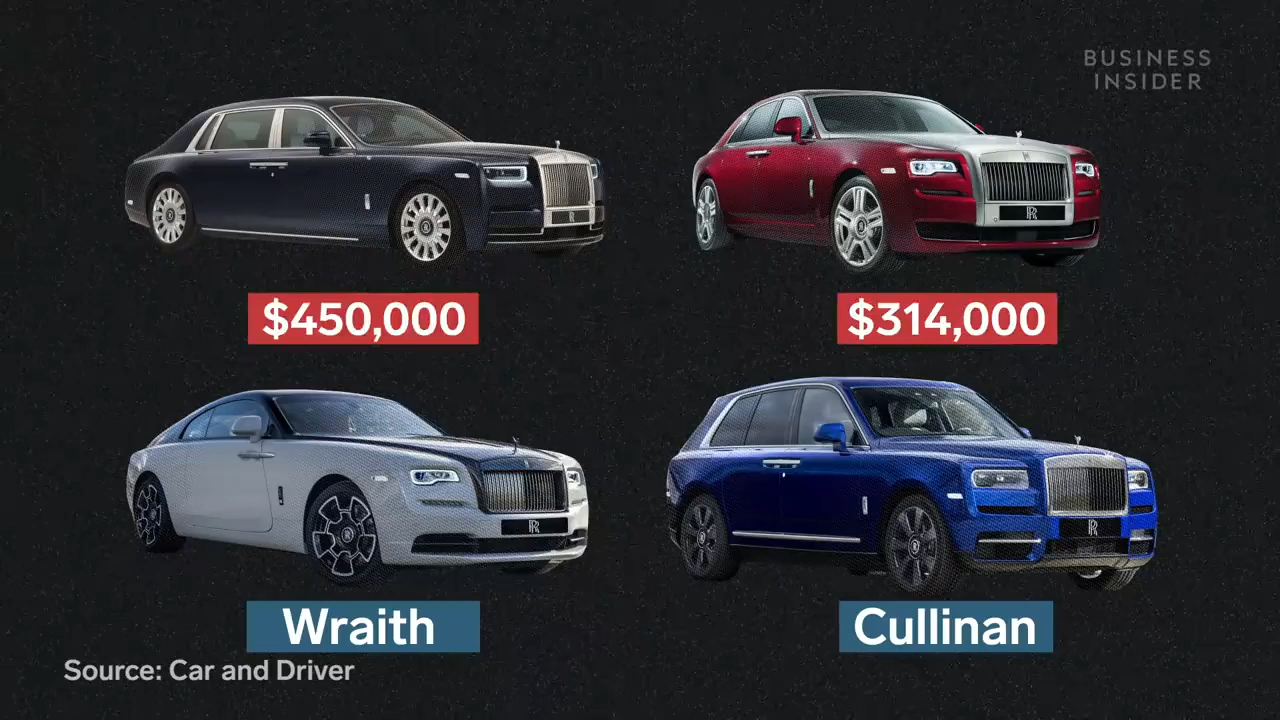 BUSINESS
INSIDER
$450,000
$314,000
Wraith
Cullinan
Source: Car and Driver